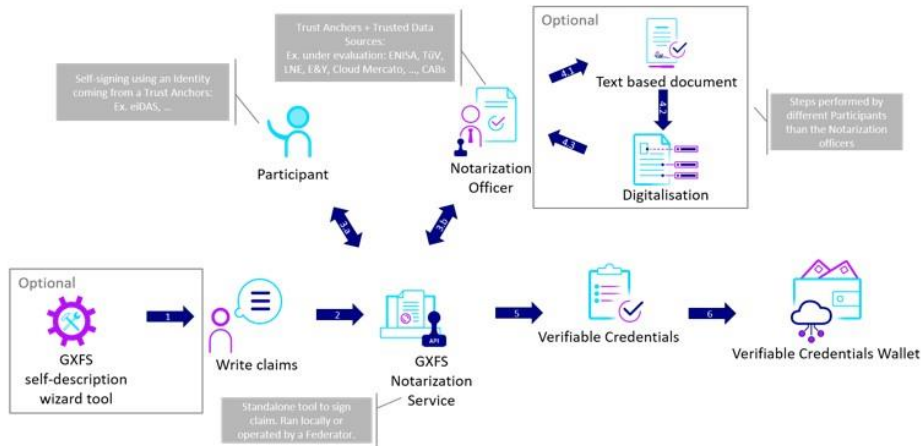 Trust Anchors + Trusted Data
Sources:
Ex. under evaluation: ENISA, TüV,
LNE, E&Y, Cloud Mercato, ..., CABs
Optional
4.1
Text based document
4.2
4.3
Digitalisation
Steps performed by
different Participants
than the Notarization
officers
Self-signing using an Identity
coming from a Trust Anchors:
Ex. eIDAS, ...
Participant
Notarization
Officer
3.a
3.b
Optional
GXFS
self-description
wizard tool
1
Write claims
2
API
GXFS
Notarization
Service
5
Verifiable Credentials
6
Verifiable Credentials Wallet
Standalone tool to sign
claim. Ran locally or
operated by a Federator.